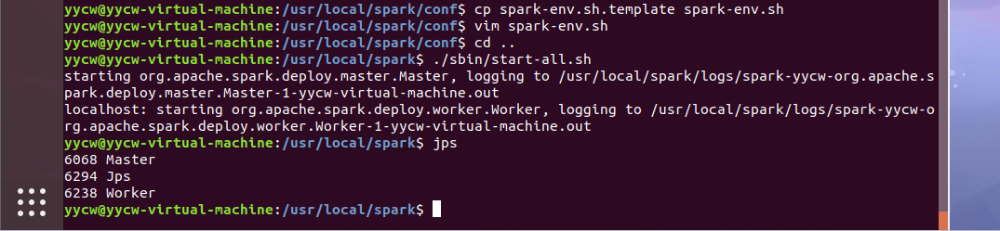 yycw@yycw-virtual-machine:/usr/local/spark/conf$ cp spark-env.sh.template spark-env.sh
yycw@yycw-virtual-machine:/usr/local/spark/conf$ vim spark-env.sh
yycw@yycw-virtual-machine:/usr/local/spark/conf$ cd ..
yycw@yycw-virtual-machine:/usr/local/spark$ ./sbin/start-all.sh
starting org.apache.spark.deploy.master.Master, logging to /usr/local/spark/logs/spark-yycw-org.apache.s
park.deploy.master.Master-1-yycw-virtual-machine.out
localhost: starting org.apache.spark.deploy.worker.Worker, logging to /usr/local/spark/logs/spark-yycw-o
rg.apache.spark.deploy.worker.Worker-1-yycw-virtual-machine.out
yycw@yycw-virtual-machine:/usr/local/spark$ jps
6068 Master
6294 Jps
6238 Worker
yycw@yycw-virtual-machine:/usr/local/spark$